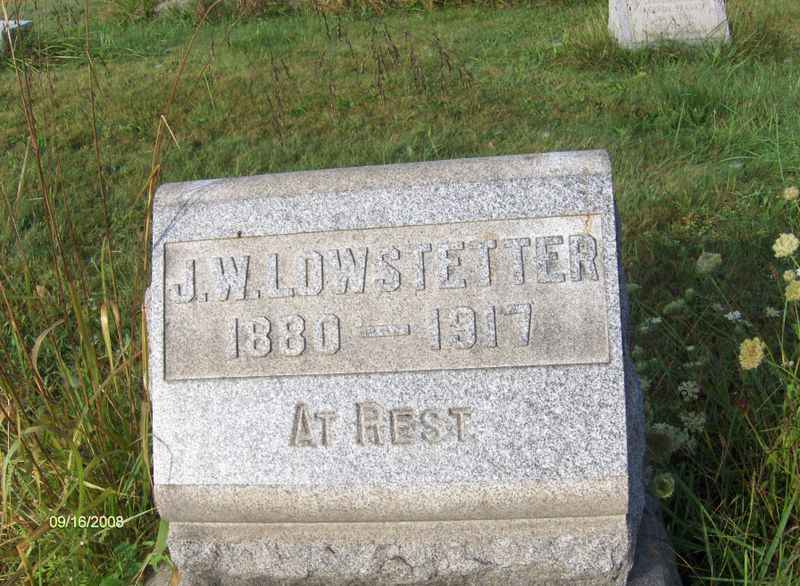 J.W.LOWSTETTER
1880 — 1917
AT REST.
09/16/2008